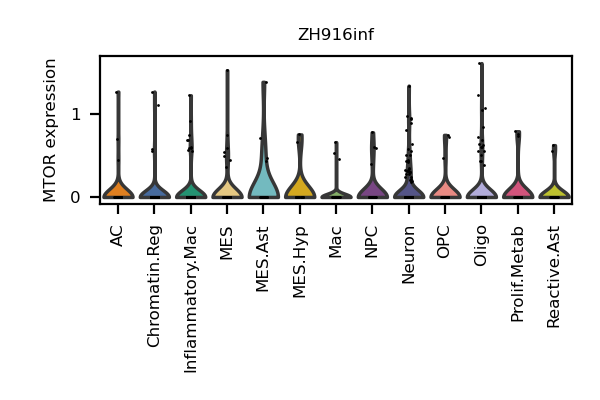 ZH916inf
MTOR expression
1
0
AC
Chromatin.Reg
Inflammatory.Mac
MES
MES.Ast
MES.Hyp
Mac
NPC
Neuron
OPC
Oligo
Prolif.Metab
Reactive.Ast